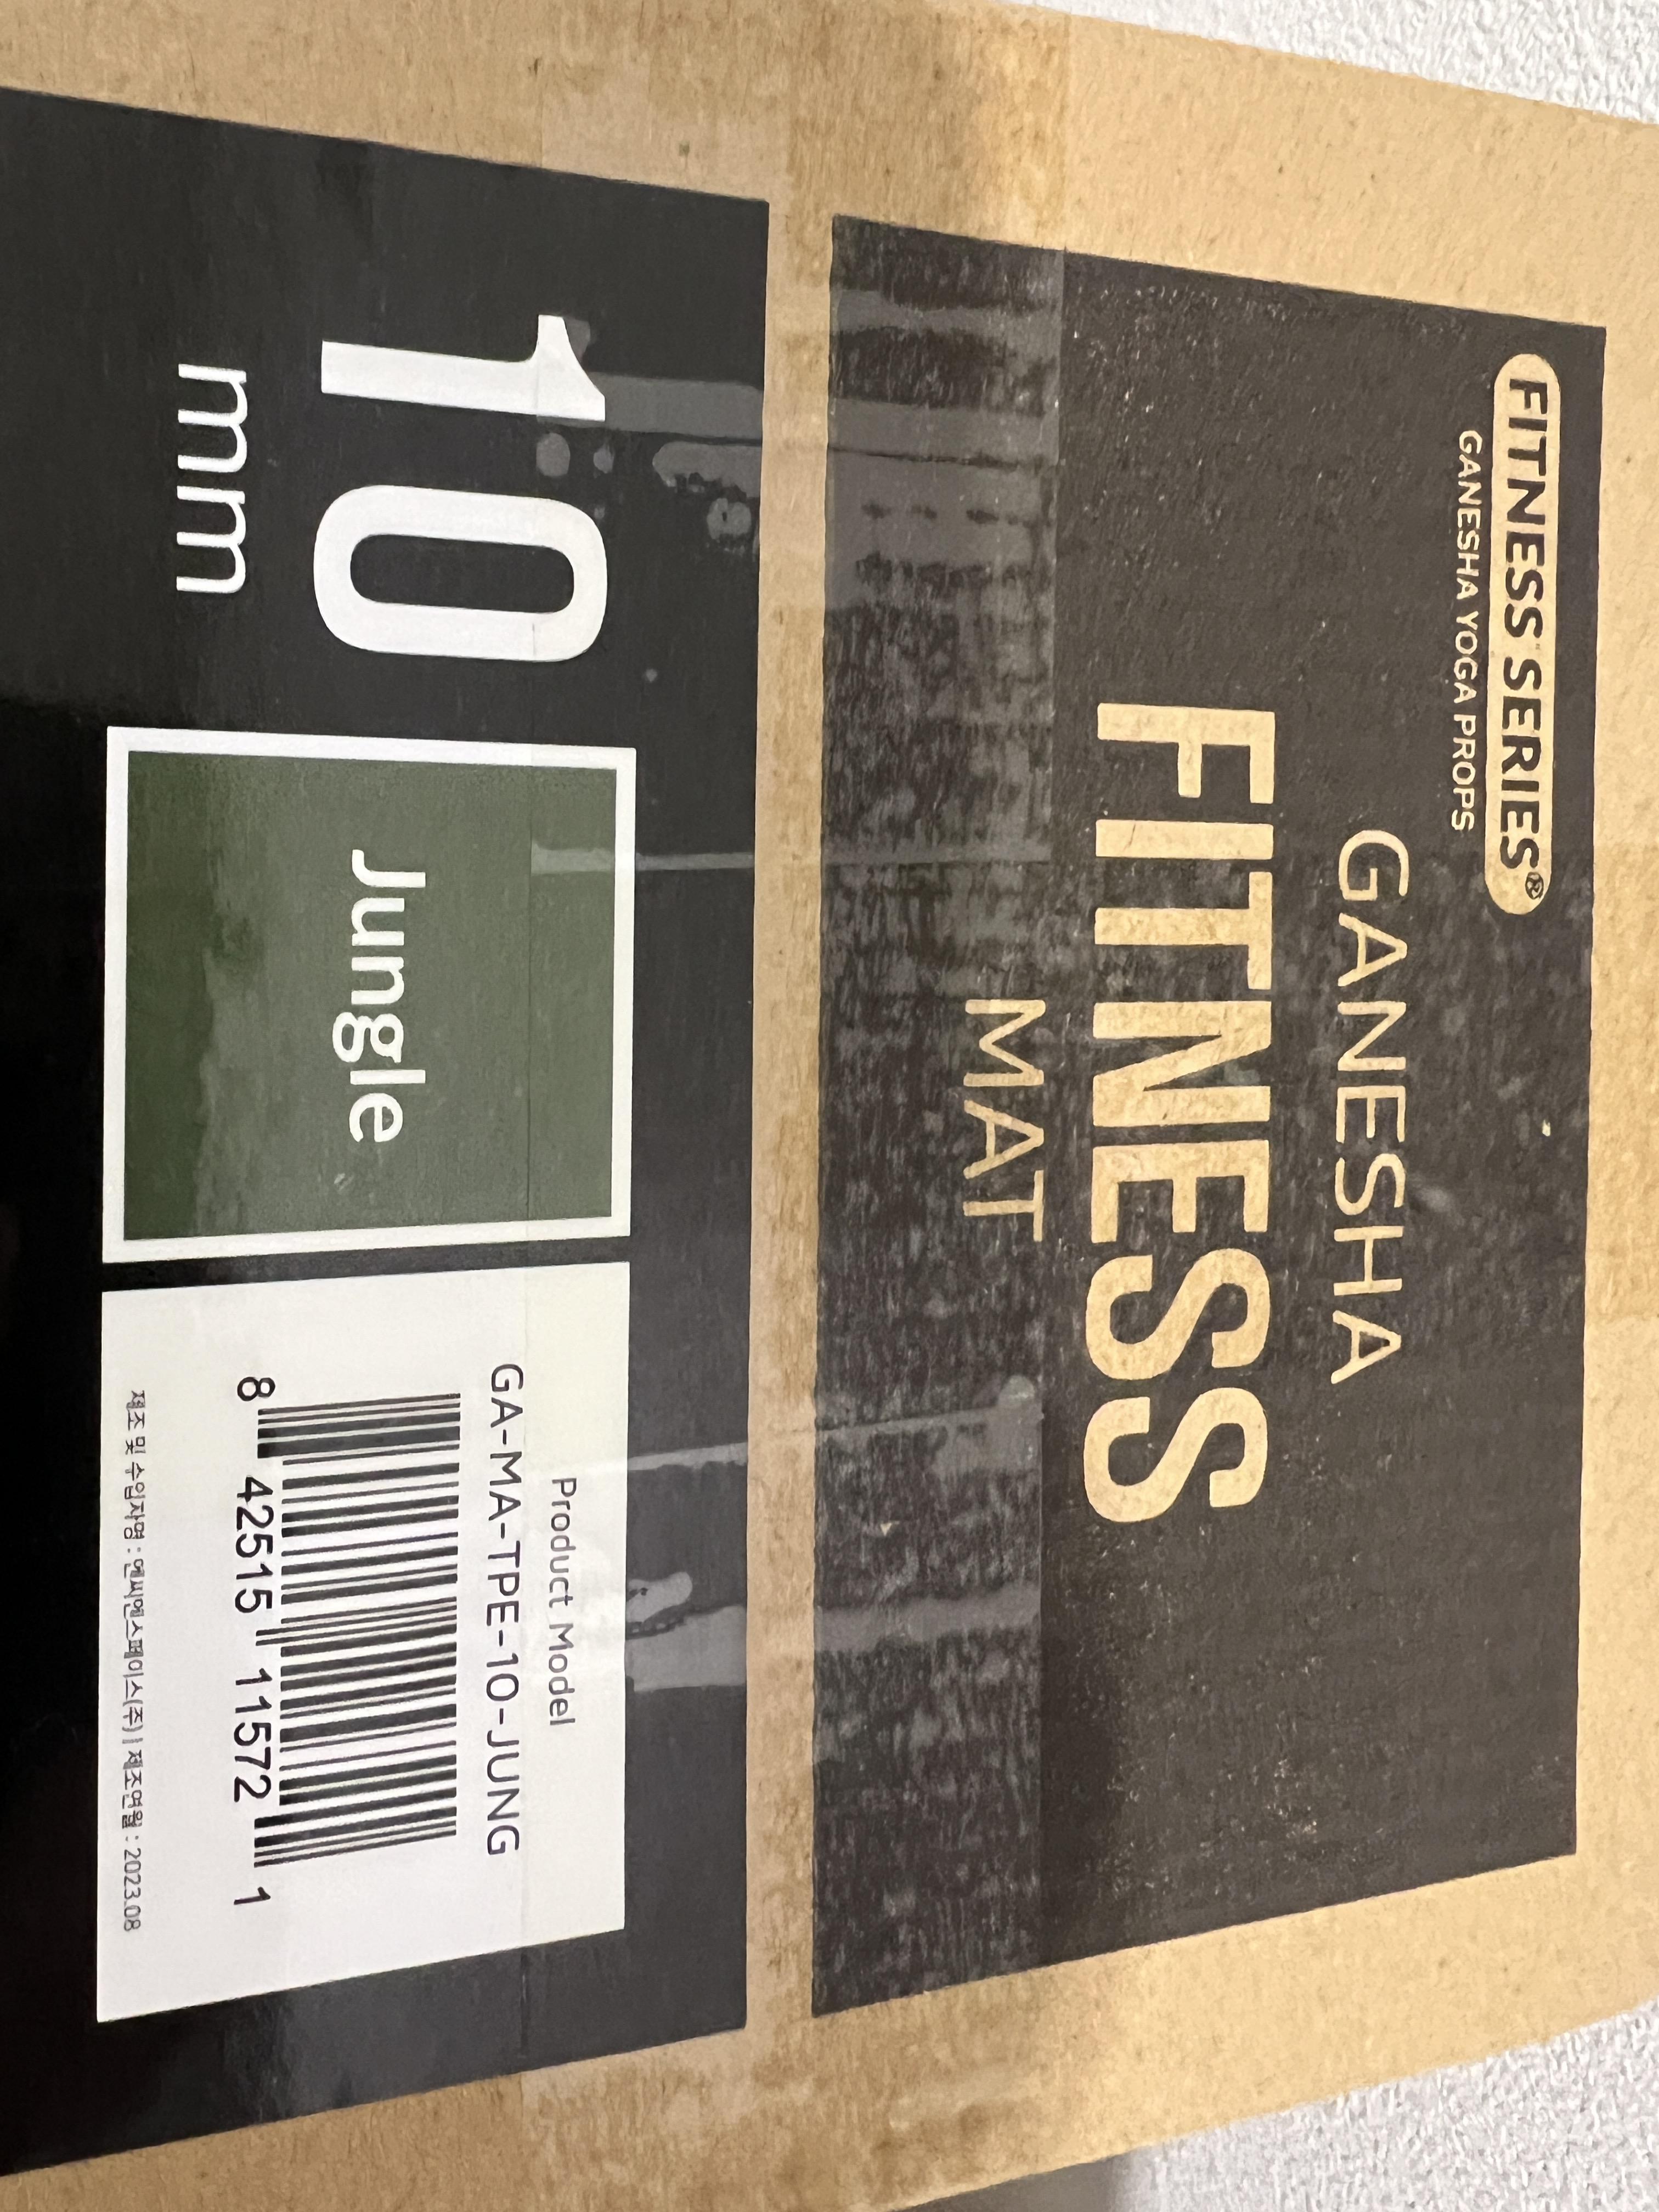 FITNESS SERIES®
GANESHA YOGA PROPS
GANESHA
FITNESS
MAT
10
mm
Jungle
Product Model
GA-MA-TPE-10-JUNG
8 42515 11572 1
제조 및 수입자명 : 엔씨엔스페이스(주) | 제조연월 : 2023.08